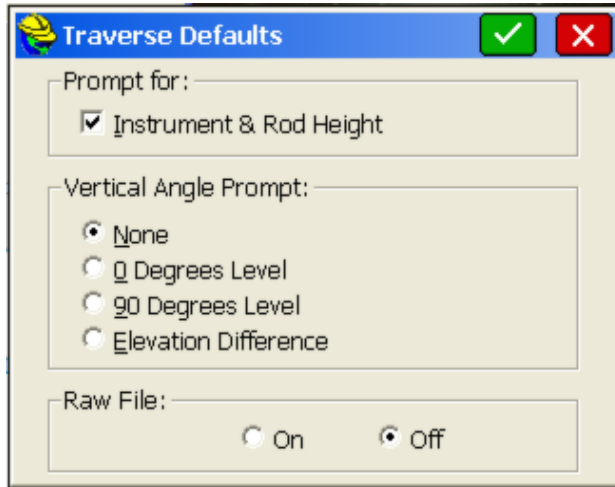 Traverse Defaults
Prompt for:
Instrument & Rod Height
Vertical Angle Prompt:
None
0 Degrees Level
90 Degrees Level
Elevation Difference
Raw File:
On Off